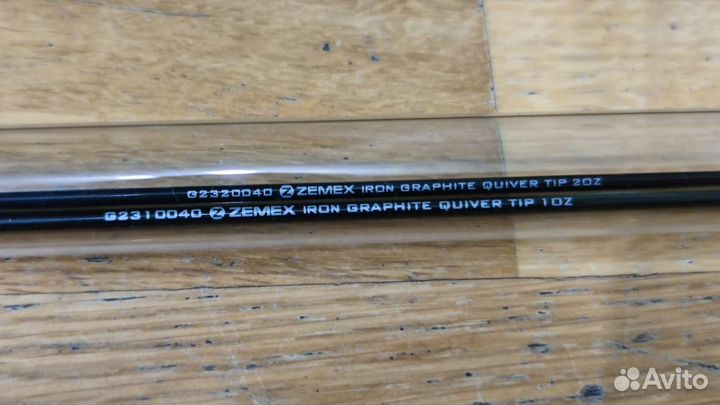 G2320040 ZEMEX IRON GRAPHITE QUIVER TIP 2OZ
G2310040 ZEMEX IRON GRAPHITE QUIVER TIP 1OZ
Avito